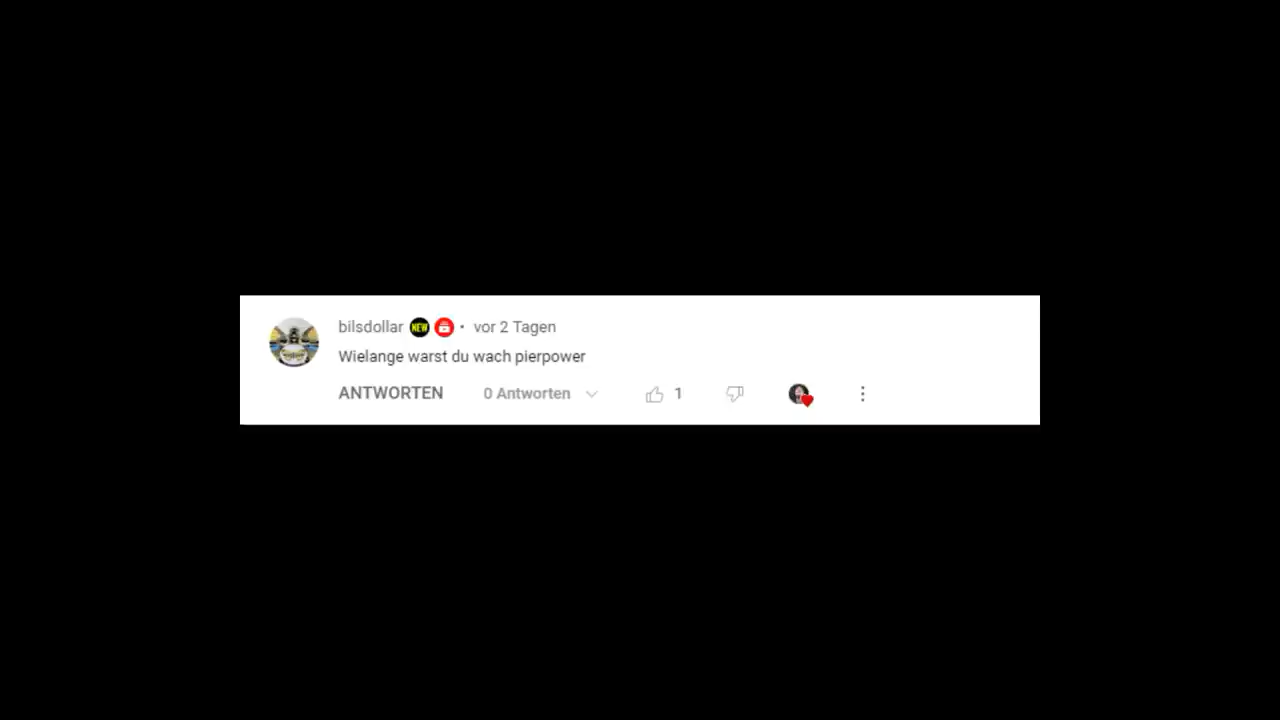 bilsdollar NEW • vor 2 Tagen
Wielange warst du wach pierpower
ANTWORTEN 0 Antworten 1